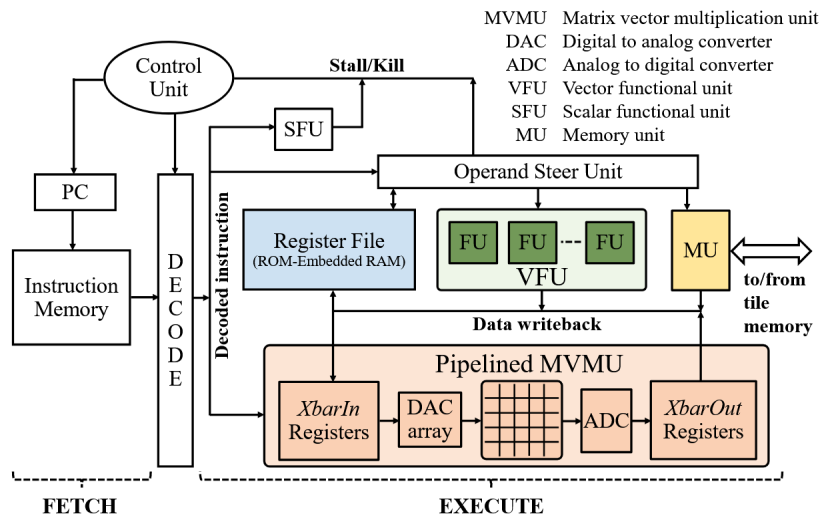 MVMU Matrix vector multiplication unit
DAC Digital to analog converter
ADC Analog to digital converter
VFU Vector functional unit
SFU Scalar functional unit
MU Memory unit
Control
Unit
Stall/Kill
SFU
PC
Operand Steer Unit
Instruction
Memory
DECODE
Decoded instruction
Register File
(ROM-Embedded RAM)
FU
FU
FU
VFU
MU
to/from
tile
memory
Data writeback
Pipelined MVMU
XbarIn
Registers
DAC
array
ADC
XbarOut
Registers
FETCH
EXECUTE